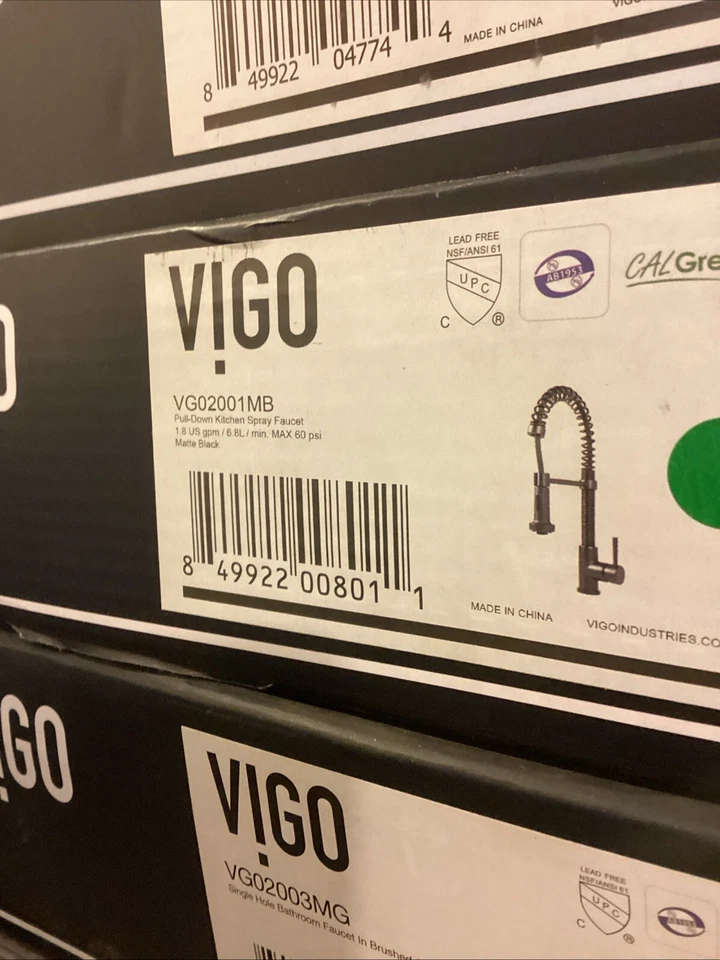 8 49922 04774 4
MADE IN CHINA
VIGO
LEAD FREE
NSF/ANSI 61
UPC
C ®
AB1953
CALGre
VG02001MB
Pull-Down Kitchen Spray Faucet
1.8 US gpm / 6.8L / min. MAX 60 psi
Matte Black
8 49922 00801 1
MADE IN CHINA
VIGOINDUSTRIES.CO
GO
VIGO
VG02003MG
Single Hole Bathroom Faucet In Brushed
LEAD FREE
NSF/ANSI 61
UPC
C ®
AB1953